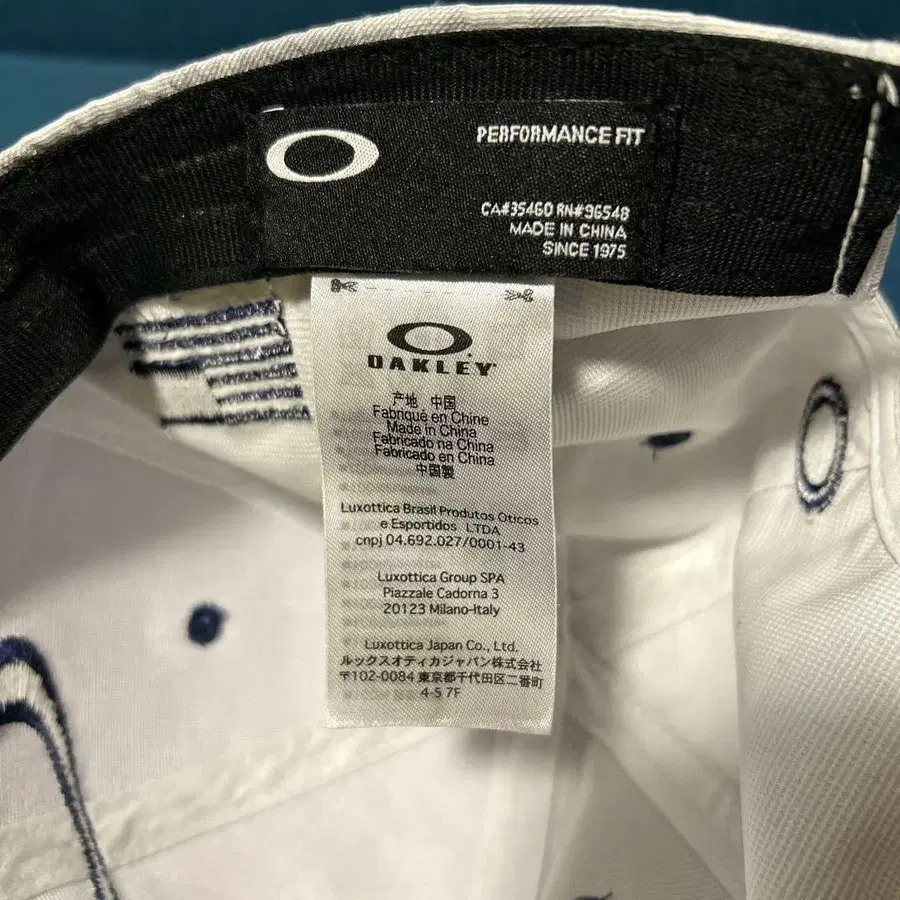 PERFORMANCE FIT
CA#35460 RN#96548
MADE IN CHINA
SINCE 1975
OAKLEY
产地 中国
Fabriqué en Chine
Made in China
Fabricado na China
Fabricado en China
中国製
Luxottica Brasil Produtos Oticos
e Esportidos LTDA
cnpj 04.692.027/0001-43
Luxottica Group SPA
Piazzale Cadorna 3
20123 Milano-Italy
Luxottica Japan Co., Ltd.
ルックスオティカジャパン株式会社
〒102-0084 東京都千代田区二番町
4-5 7F